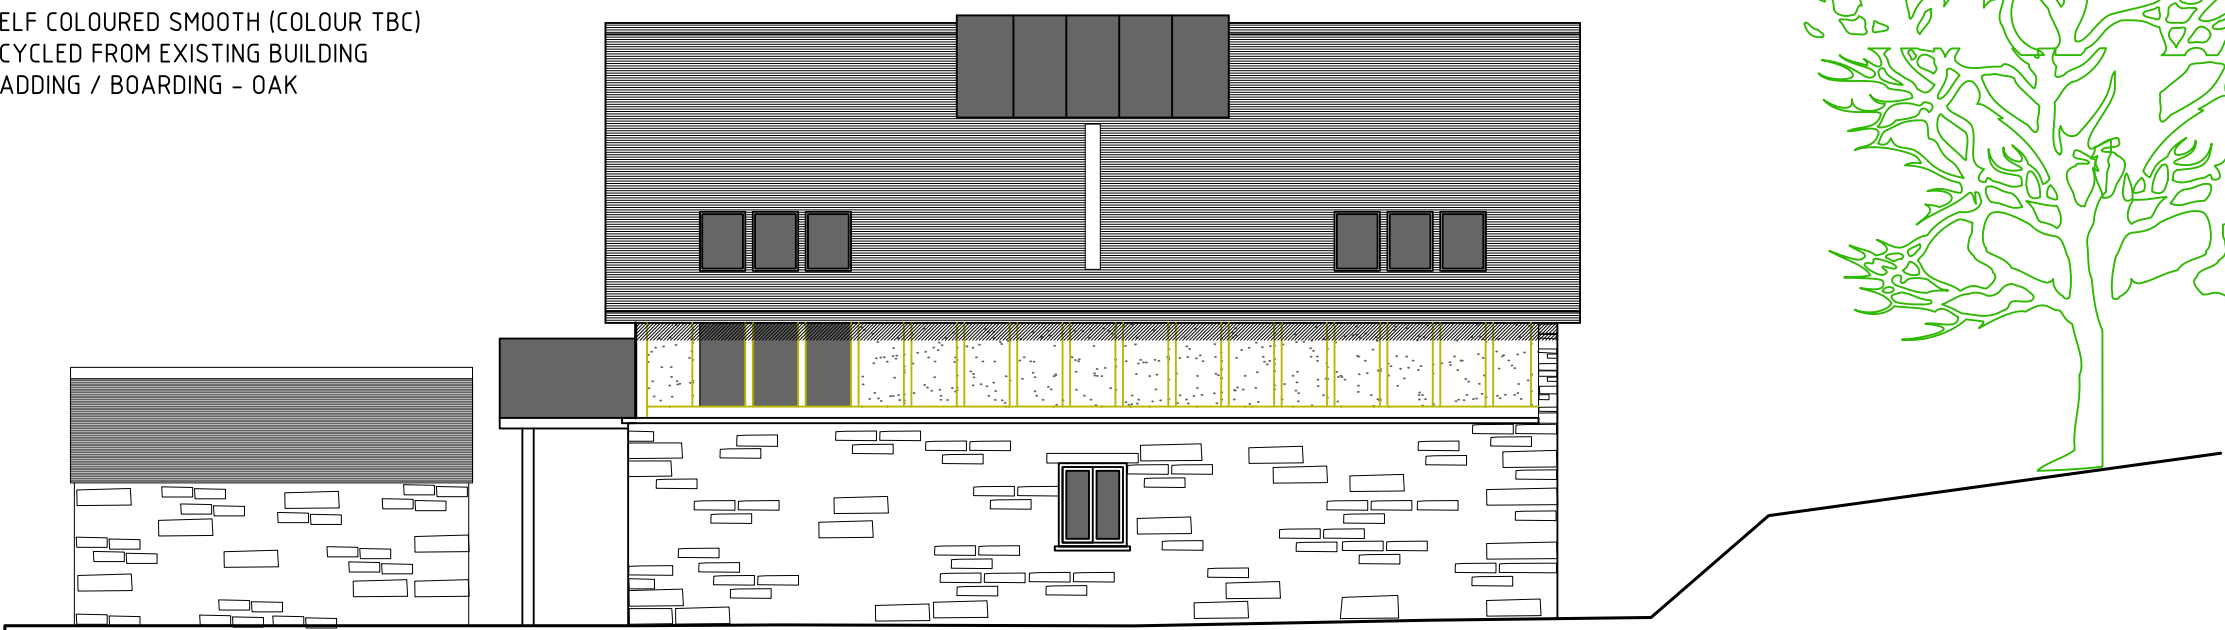 ELF COLOURED SMOOTH (COLOUR TBC)
CYCLED FROM EXISTING BUILDING
ADDING / BOARDING - OAK